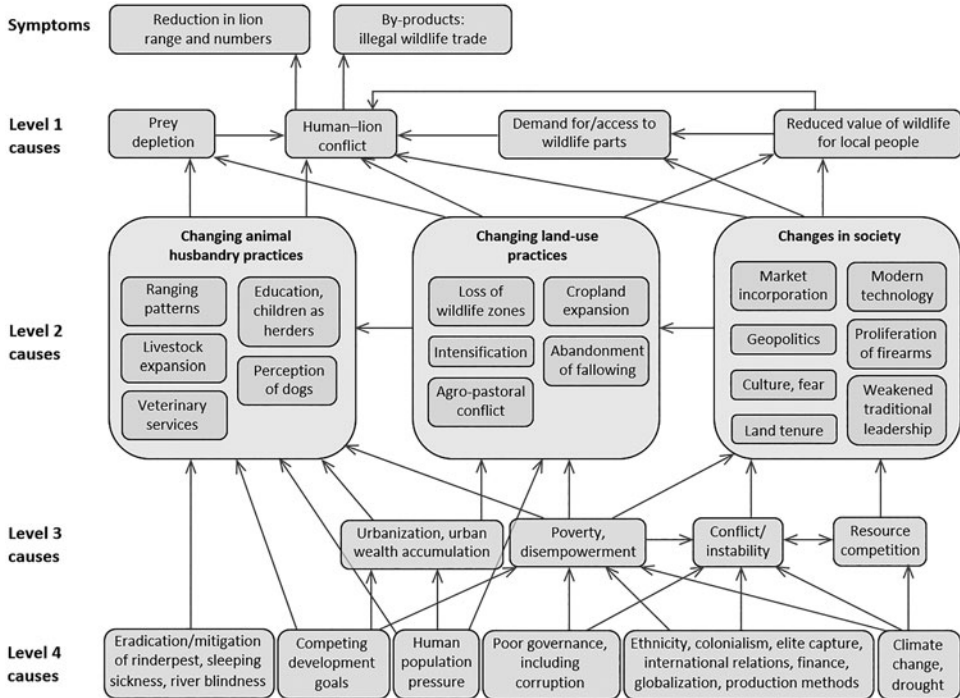 Symptoms
Reduction in lion
range and numbers
By-products:
illegal wildlife trade
Level 1
causes
Prey
depletion
Human–lion
conflict
Demand for/access to
wildlife parts
Reduced value of wildlife
for local people
Level 2
causes
Changing animal
husbandry practices
Ranging
patterns
Livestock
expansion
Veterinary
services
Education,
children as
herders
Perception
of dogs
Changing land-use
practices
Loss of
wildlife zones
Intensification
Agro-pastoral
conflict
Cropland
expansion
Abandonment
of fallowing
Changes in society
Market
incorporation
Geopolitics
Culture, fear
Land tenure
Modern
technology
Proliferation
of firearms
Weakened
traditional
leadership
Level 3
causes
Urbanization, urban
wealth accumulation
Poverty,
disempowerment
Conflict/
instability
Resource
competition
Level 4
causes
Eradication/mitigation
of rinderpest, sleeping
sickness, river blindness
Competing
development
goals
Human
population
pressure
Poor governance,
including
corruption
Ethnicity, colonialism, elite capture,
international relations, finance,
globalization, production methods
Climate
change,
drought